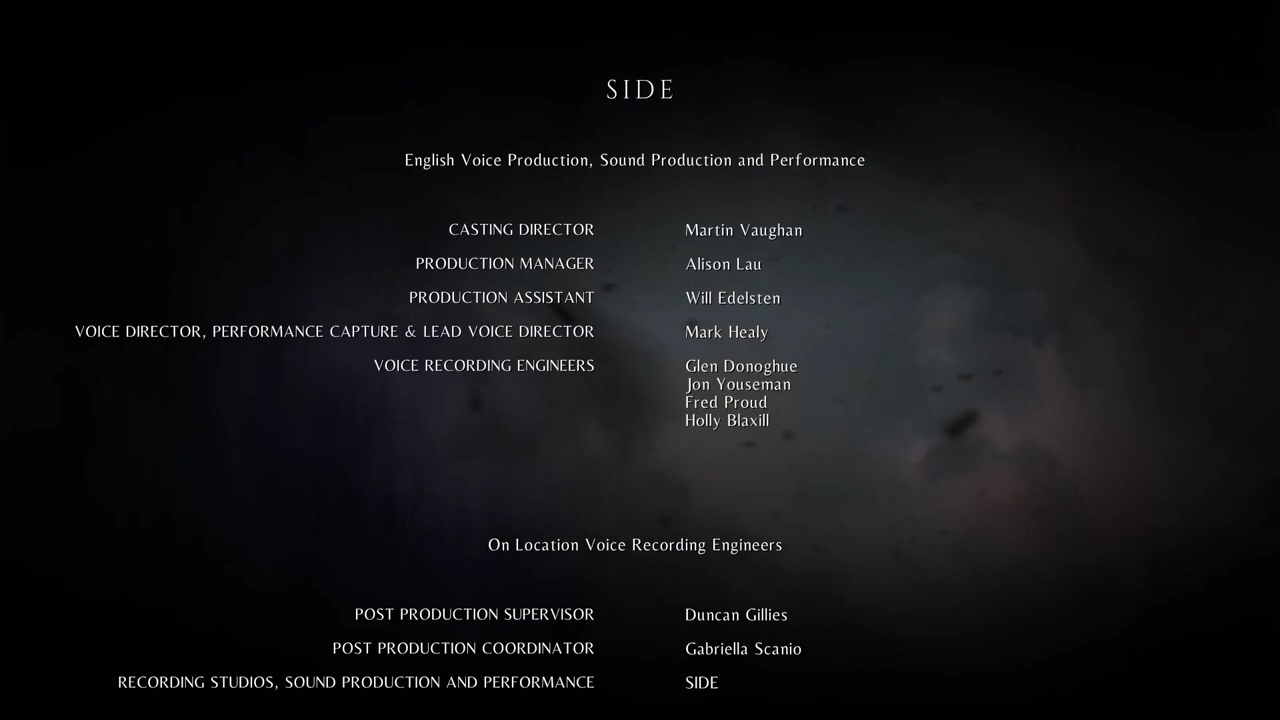 SIDE
English Voice Production, Sound Production and Performance
CASTING DIRECTOR Martin Vaughan
PRODUCTION MANAGER Alison Lau
PRODUCTION ASSISTANT Will Edelsten
VOICE DIRECTOR, PERFORMANCE CAPTURE & LEAD VOICE DIRECTOR Mark Healy
VOICE RECORDING ENGINEERS Glen Donoghue
Jon Youseman
Fred Proud
Holly Blaxill
On Location Voice Recording Engineers
POST PRODUCTION SUPERVISOR Duncan Gillies
POST PRODUCTION COORDINATOR Gabriella Scanio
RECORDING STUDIOS, SOUND PRODUCTION AND PERFORMANCE SIDE